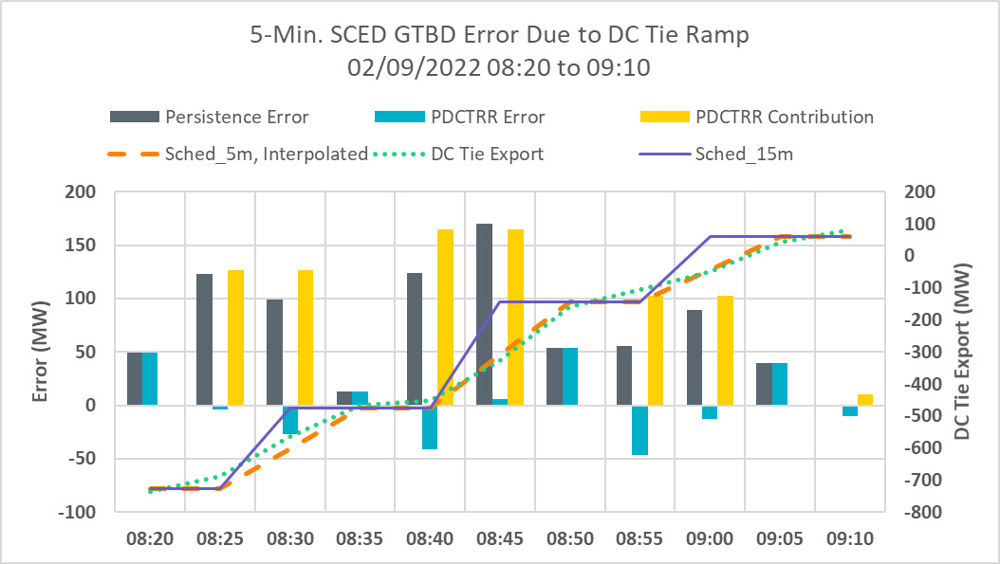 5-Min. SCED GTBD Error Due to DC Tie Ramp
02/09/2022 08:20 to 09:10
Persistence Error PDCTRR Error PDCTRR Contribution
Sched_5m, Interpolated DC Tie Export Sched_15m
200
150
100
50
0
-50
-100
Error (MW)
200
100
0
-100
-200
-300
-400
-500
-600
-700
-800
DC Tie Export (MW)
08:20 08:25 08:30 08:35 08:40 08:45 08:50 08:55 09:00 09:05 09:10